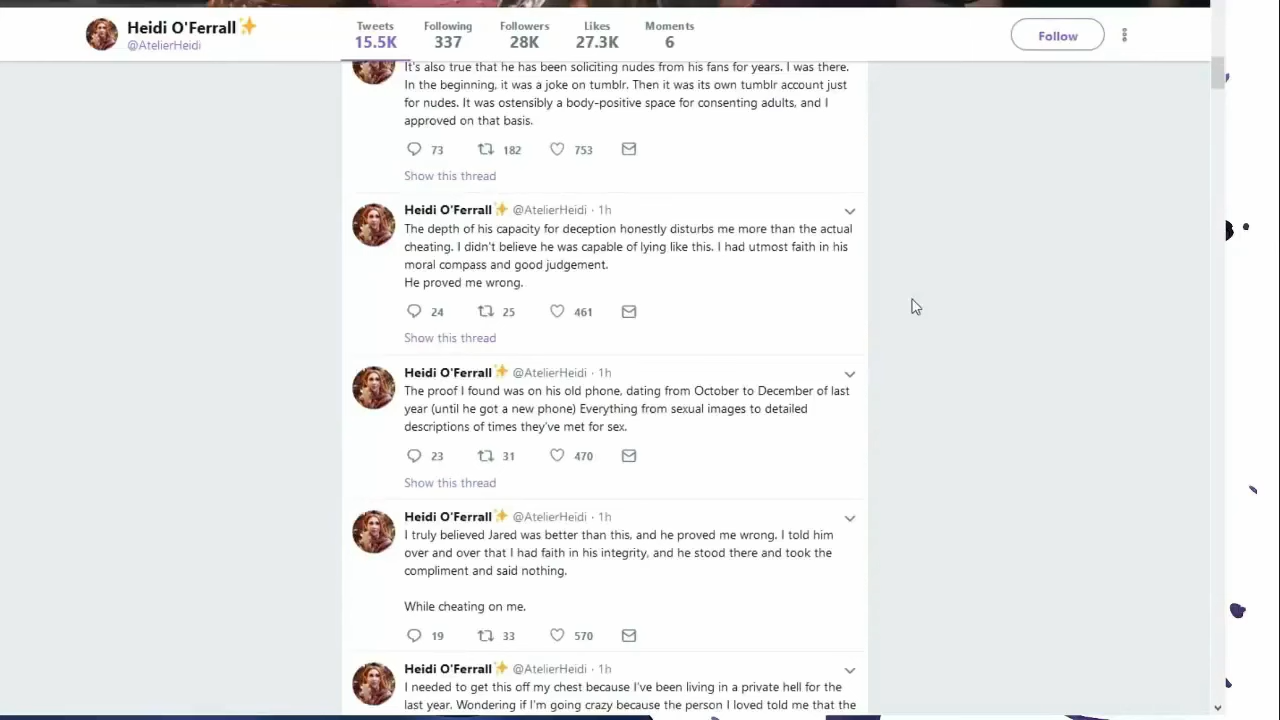 Heidi O'Ferrall✨
@AtelierHeidi
Tweets
15.5K
Following
337
Followers
28K
Likes
27.3K
Moments
6
Follow
It's also true that he has been soliciting nudes from his fans for years. I was there.
In the beginning, it was a joke on tumblr. Then it was its own tumblr account just
for nudes. It was ostensibly a body-positive space for consenting adults, and I
approved on that basis.
73 182 753
Show this thread
Heidi O'Ferrall✨ @AtelierHeidi · 1h
The depth of his capacity for deception honestly disturbs me more than the actual
cheating. I didn't believe he was capable of lying like this. I had utmost faith in his
moral compass and good judgement.
He proved me wrong.
24 25 461
Show this thread
Heidi O'Ferrall✨ @AtelierHeidi · 1h
The proof I found was on his old phone, dating from October to December of last
year (until he got a new phone) Everything from sexual images to detailed
descriptions of times they've met for sex.
23 31 470
Show this thread
Heidi O'Ferrall✨ @AtelierHeidi · 1h
I truly believed Jared was better than this, and he proved me wrong. I told him
over and over that I had faith in his integrity, and he stood there and took the
compliment and said nothing.
While cheating on me.
19 33 570
Heidi O'Ferrall✨ @AtelierHeidi · 1h
I needed to get this off my chest because I've been living in a private hell for the
last year. Wondering if I'm going crazy because the person I loved told me that the